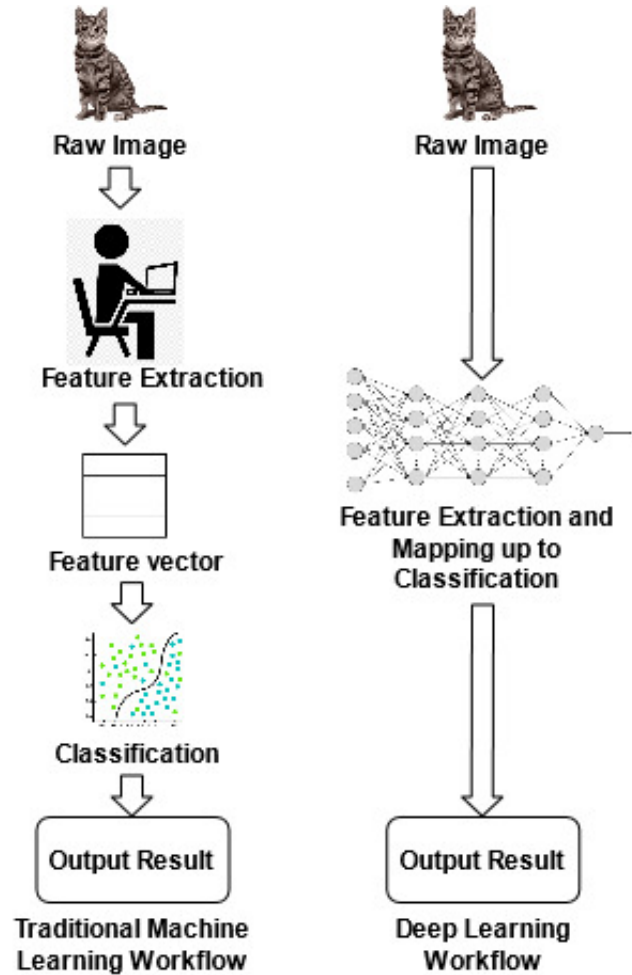 Raw Image
Feature Extraction
Feature vector
Classification
Output Result
Traditional Machine
Learning Workflow
Raw Image
Feature Extraction and
Mapping up to
Classification
Output Result
Deep Learning
Workflow